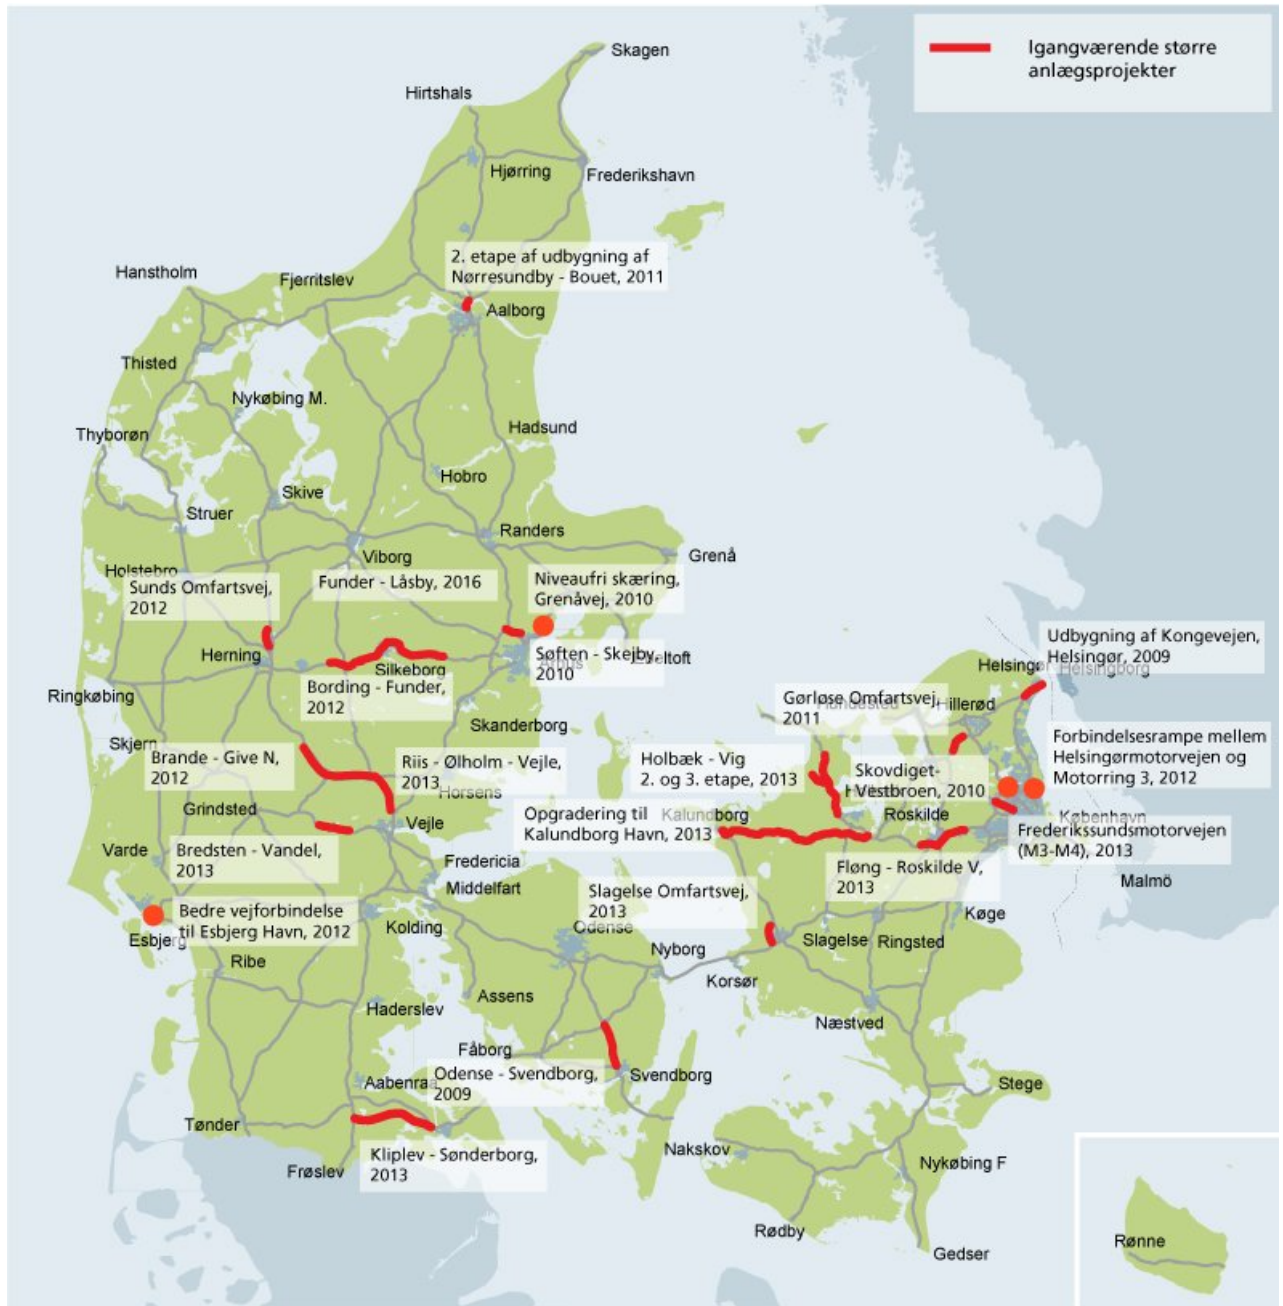 Igangværende større
anlægsprojekter
Skagen
Hirtshals
Hjørring
Frederikshavn
2. etape af udbygning af
Nørresundby - Bouet, 2011
Hanstholm
Fjerritslev
Aalborg
Thisted
Nykøbing M.
Thyborøn
Hadsund
Hobro
Skive
Struer
Randers
Viborg
Grenå
Holstebro
Sunds Omfartsvej,
2012
Funder - Låsby, 2016
Niveaufri skæring,
Grenåvej, 2010
Søften - Skejby,
2010
Århus
Ebeltoft
Herning
Silkeborg
Bording - Funder,
2012
Ringkøbing
Skanderborg
Skjern
Brande - Give N,
2012
Riis - Ølholm - Vejle,
2013
Horsens
Grindsted
Vejle
Varde
Bredsten - Vandel,
2013
Fredericia
Middelfart
Bedre vejforbindelse
til Esbjerg Havn, 2012
Esbjerg
Kolding
Ribe
Haderslev
Assens
Odense
Nyborg
Fåborg
Aabenraa
Odense - Svendborg,
2009
Svendborg
Tønder
Kliplev - Sønderborg,
2013
Frøslev
Udbygning af Kongevejen,
Helsingør, 2009
Helsingør
Helsingborg
Gørløse Omfartsvej,
2011
Hundested
Hillerød
Forbindelsesrampe mellem
Helsingørmotorvejen og
Motorring 3, 2012
Holbæk - Vig
2. og 3. etape, 2013
Skovdiget-
Vestbroen, 2010
Opgradering til
Kalundborg Havn, 2013
Kalundborg
Roskilde
København
Frederikssundsmotorvejen
(M3-M4), 2013
Fløng - Roskilde V,
2013
Malmö
Slagelse Omfartsvej,
2013
Køge
Slagelse
Ringsted
Korsør
Næstved
Stege
Nakskov
Nykøbing F
Rødby
Gedser
Rønne